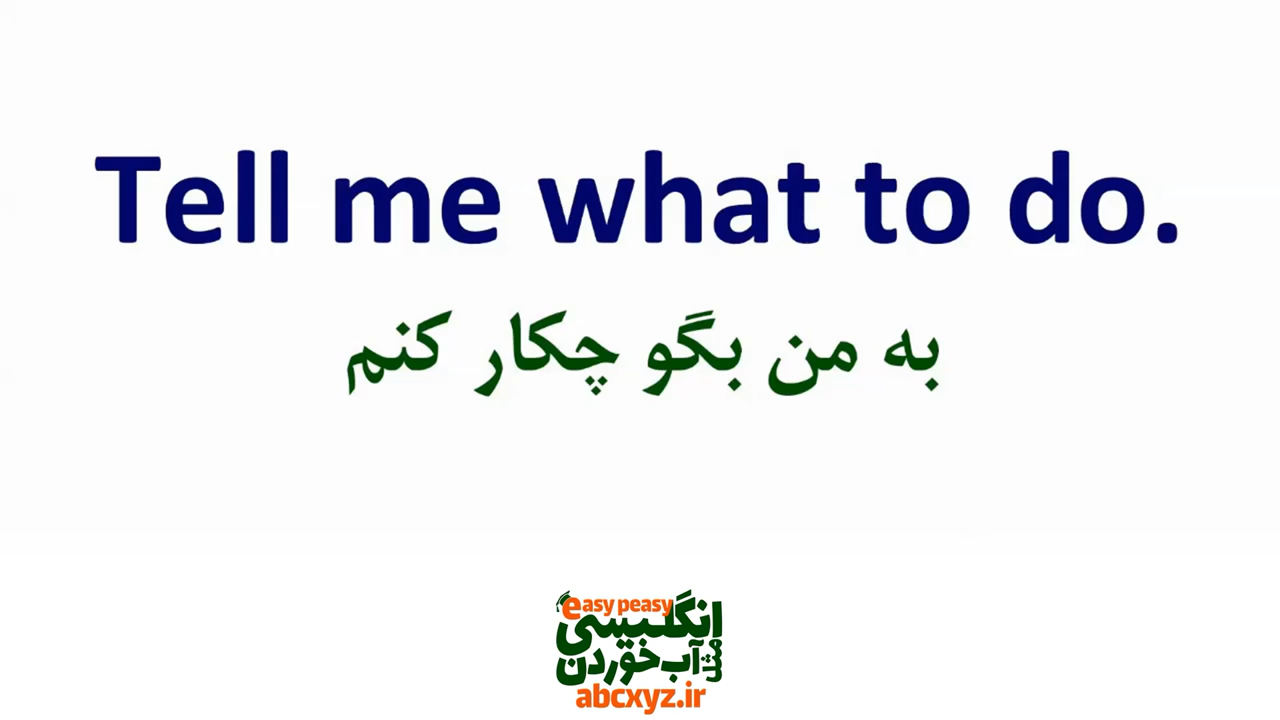 Tell me what to do.
به من بگو چکار کنم
easy peasy
انگلیسی
مثل آب خوردن
abcxyz.ir